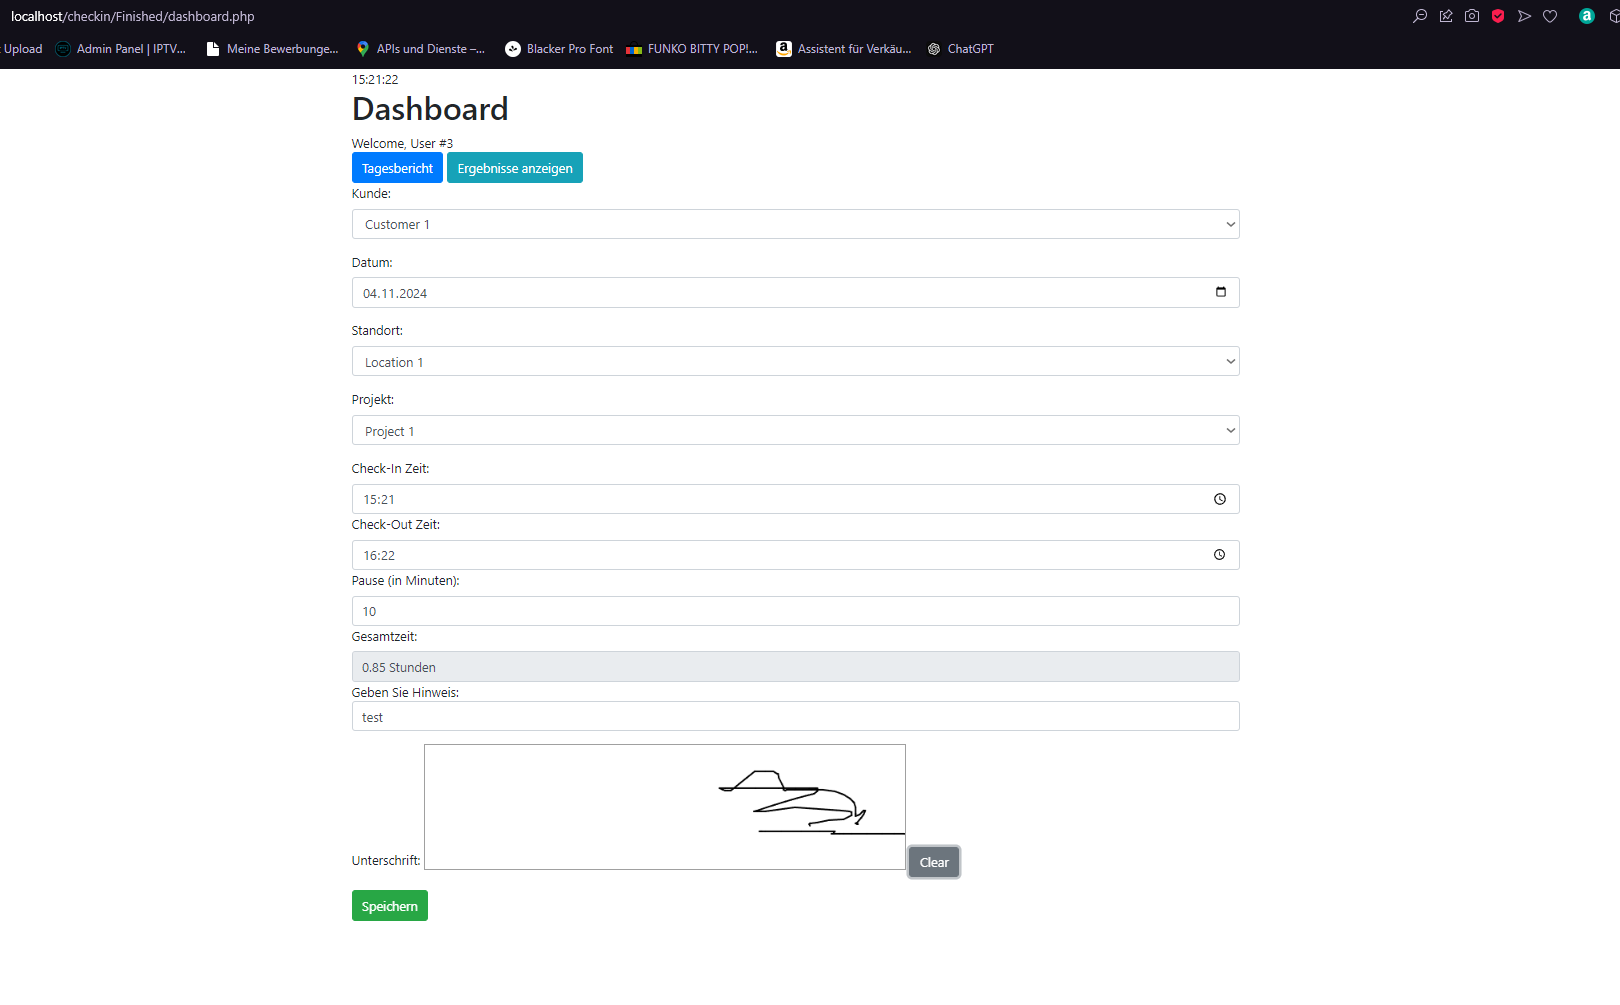 localhost/checkin/Finished/dashboard.php
: Upload Admin Panel | IPTV... Meine Bewerbunge... APIs und Dienste –... Blacker Pro Font FUNKO BITTY POP!... Assistent für Verkäu... ChatGPT
15:21:22
Dashboard
Welcome, User #3
Tagesbericht Ergebnisse anzeigen
Kunde:
Customer 1
Datum:
04.11.2024
Standort:
Location 1
Projekt:
Project 1
Check-In Zeit:
15:21
Check-Out Zeit:
16:22
Pause (in Minuten):
10
Gesamtzeit:
0.85 Stunden
Geben Sie Hinweis:
test
Unterschrift: Clear
Speichern